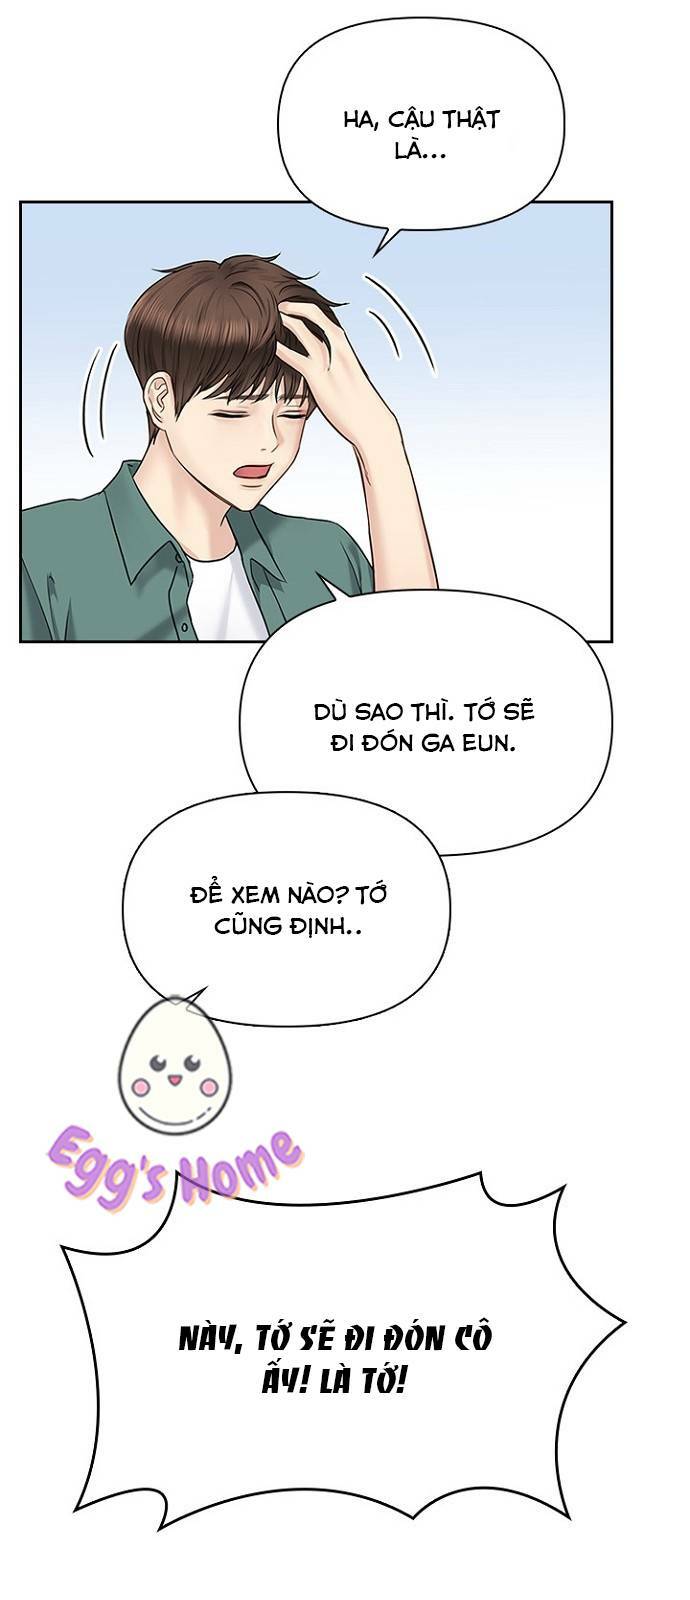 HA, CẬU THẬT
LÀ...
DÙ SAO THÌ. TỚ SẼ
ĐI ĐÓN GA EUN.
ĐỂ XEM NÀO? TỚ
CŨNG ĐỊNH..
Egg's Home
NÀY, TỚ SẼ ĐI ĐÓN CÔ
ẤY! LÀ TỚ!